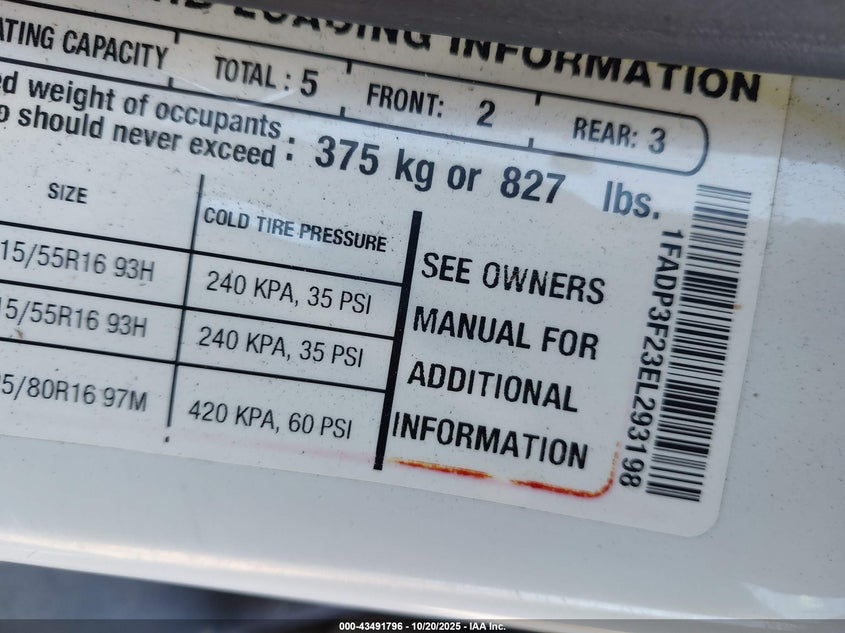 LOADING INFORMATION
ATING CAPACITY TOTAL : 5 FRONT: 2 REAR: 3
ed weight of occupants
o should never exceed : 375 kg or 827 lbs.
SIZE COLD TIRE PRESSURE
15/55R16 93H 240 KPA, 35 PSI
15/55R16 93H 240 KPA, 35 PSI
5/80R16 97M 420 KPA, 60 PSI
SEE OWNERS
MANUAL FOR
ADDITIONAL
INFORMATION
1FADP3F23EL293198
000-43491796 - 10/20/2025 - IAA Inc.